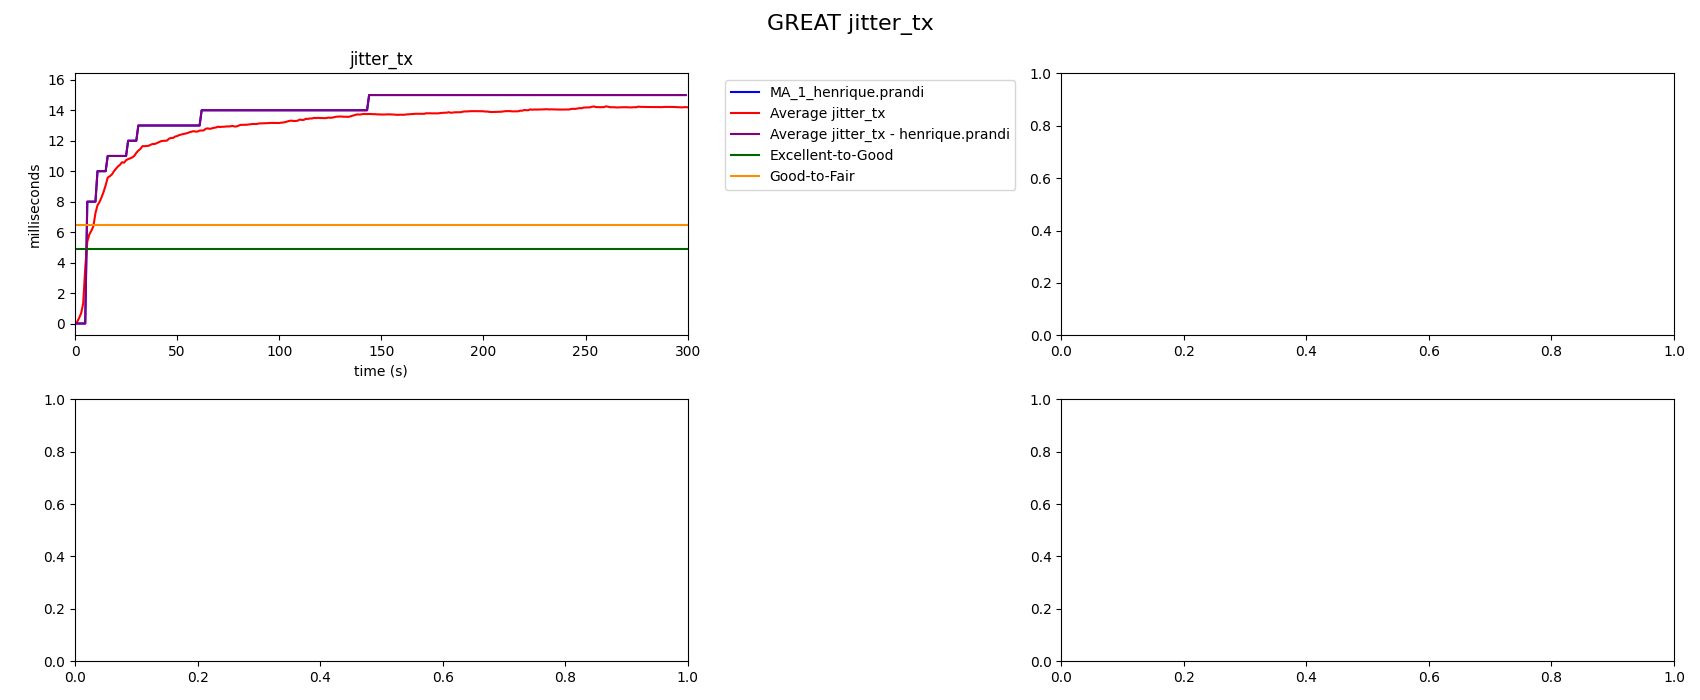 GREAT jitter_tx
jitter_tx
milliseconds
16
14
12
10
8
6
4
2
0
0 50 100 150 200 250 300
time (s)
MA_1_henrique.prandi
Average jitter_tx
Average jitter_tx - henrique.prandi
Excellent-to-Good
Good-to-Fair
1.0
0.8
0.6
0.4
0.2
0.0
0.0 0.2 0.4 0.6 0.8 1.0
1.0
0.8
0.6
0.4
0.2
0.0
0.0 0.2 0.4 0.6 0.8 1.0
1.0
0.8
0.6
0.4
0.2
0.0
0.0 0.2 0.4 0.6 0.8 1.0